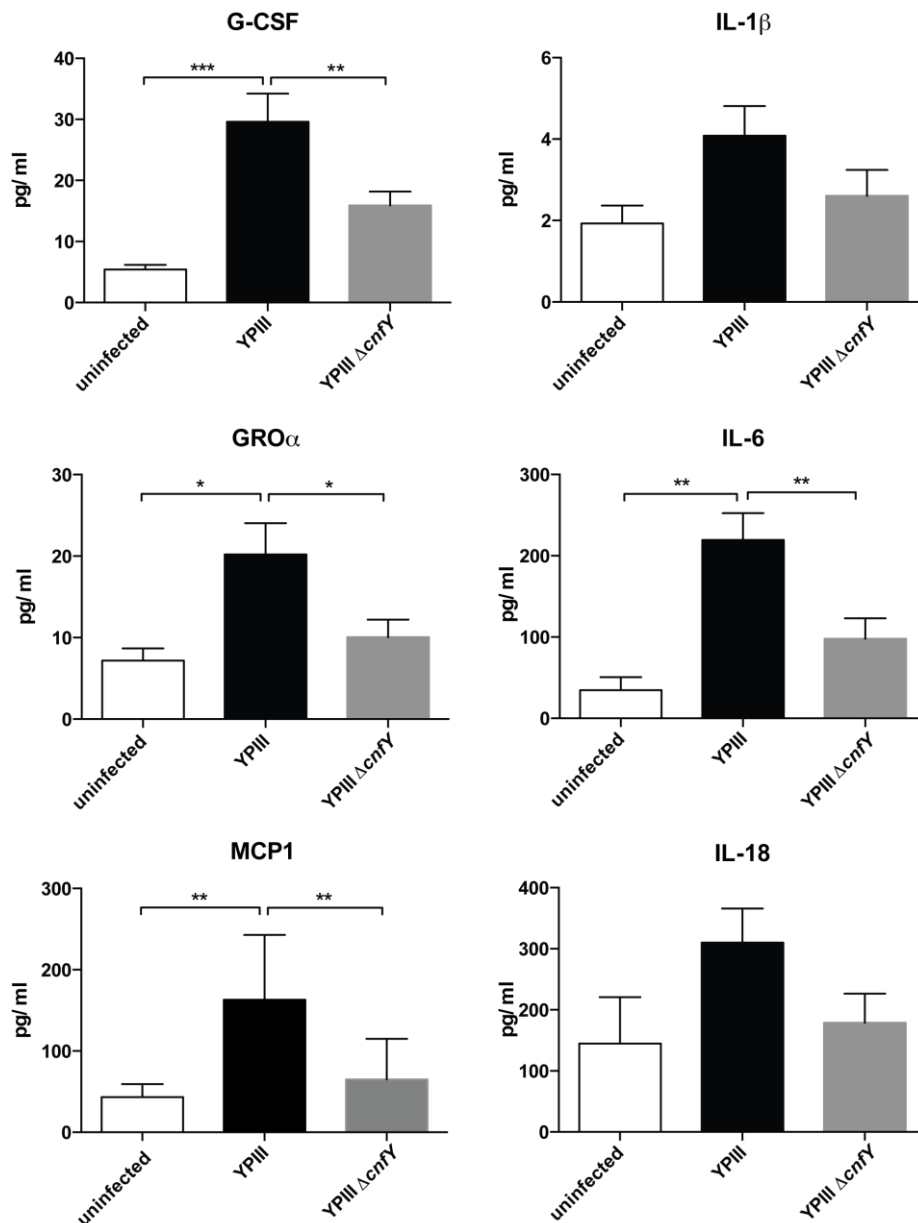 G-CSF
40
30
20
10
0
pg/ ml
*** **
uninfected
YPIII
YPIII ΔcnfY
IL-1β
6
4
2
0
pg/ ml
uninfected
YPIII
YPIII ΔcnfY
GROα
30
20
10
0
pg/ ml
* *
uninfected
YPIII
YPIII ΔcnfY
IL-6
300
200
100
0
pg/ ml
** **
uninfected
YPIII
YPIII ΔcnfY
MCP1
300
200
100
0
pg/ ml
** **
uninfected
YPIII
YPIII ΔcnfY
IL-18
400
300
200
100
0
pg/ ml
uninfected
YPIII
YPIII ΔcnfY